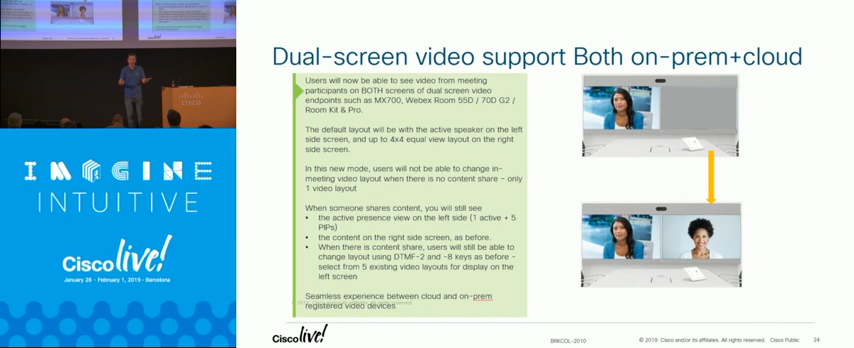 Dual-screen video support Both on-prem+cloud
Users will now be able to see video from meeting
participants on BOTH screens of dual screen video
endpoints such as MX700, Webex Room 55D / 70D G2 /
Room Kit & Pro.
The default layout will be with the active speaker on the left
side screen, and up to 4x4 equal view layout on the right
side screen.
In this new mode, users will not be able to change in-
meeting video layout when there is no content share – only
1 video layout
When someone shares content, you will still see
• the active presence view on the left side (1 active + 5
PIPs)
• the content on the right side screen, as before.
• When there is content share, users will still be able to
change layout using DTMF-2 and -8 keys as before -
select from 5 existing video layouts for display on the
left screen
Seamless experience between cloud and on-prem
registered video devices
IMAGINE
INTUITIVE
Cisco live!
January 28 - February 1, 2019 · Barcelona
Cisco live!
BRKCOL-2010
© 2019 Cisco and/or its affiliates. All rights reserved. Cisco Public
24